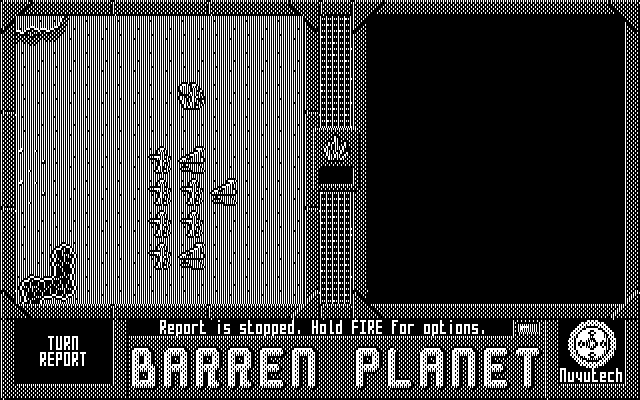 Report is stopped. Hold FIRE for options.
TURN
REPORT
BARREN PLANET
Nuvutech